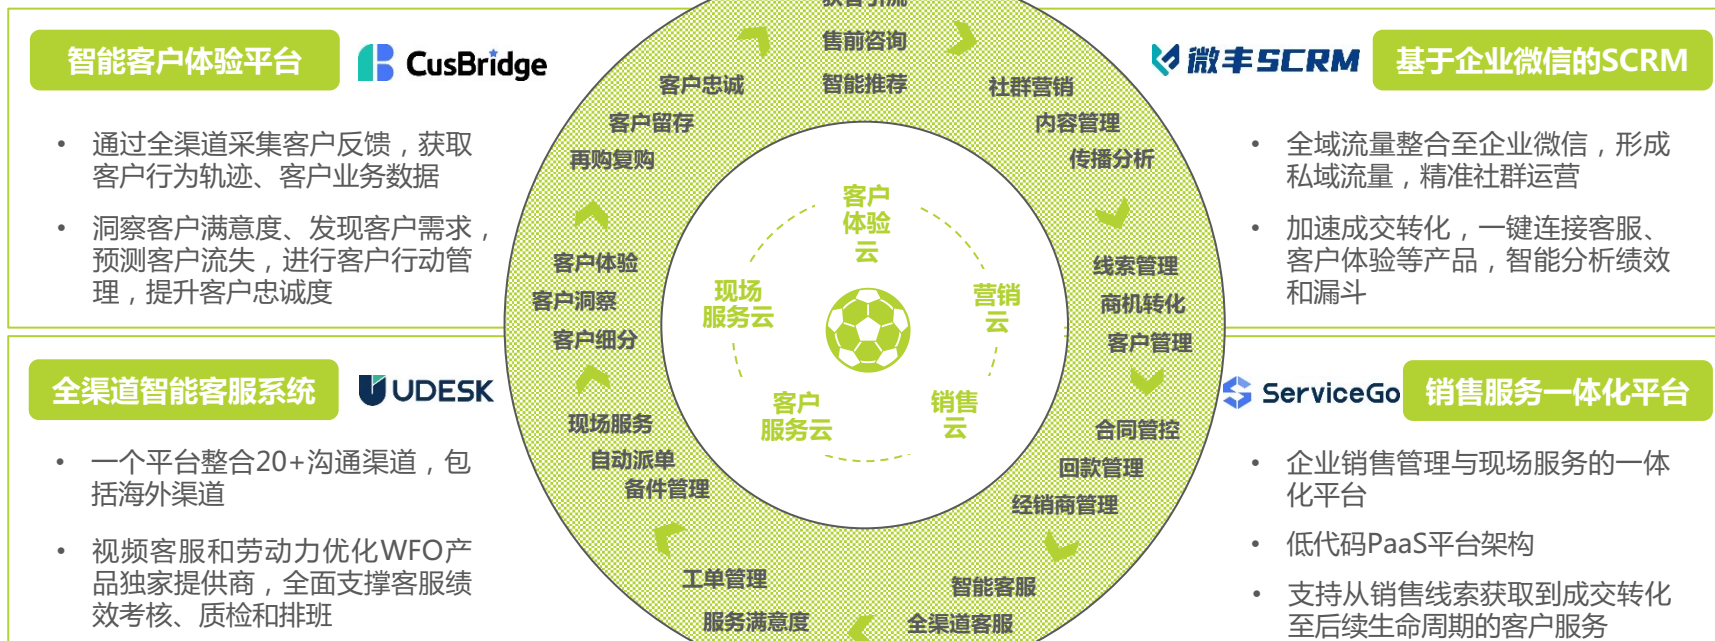 智能客户体验平台
CusBridge
• 通过全渠道采集客户反馈，获取
客户行为轨迹、客户业务数据
• 洞察客户满意度、发现客户需求，
预测客户流失，进行客户行动管
理，提升客户忠诚度
全渠道智能客服系统
UDESK
• 一个平台整合20+沟通渠道，包
括海外渠道
• 视频客服和劳动力优化WFO产
品独家提供商，全面支撑客服绩
效考核、质检和排班
获客引流
售前咨询
智能推荐
社群营销
内容管理
传播分析
线索管理
商机转化
客户管理
合同管控
回款管理
经销商管理
智能客服
全渠道客服
工单管理
服务满意度
现场服务
自动派单
备件管理
客户体验
客户洞察
客户细分
客户忠诚
客户留存
再购复购
客户
体验
云
营销
云
销售
云
客户
服务云
现场
服务云
微丰SCRM
基于企业微信的SCRM
• 全域流量整合至企业微信，形成
私域流量，精准社群运营
• 加速成交转化，一键连接客服、
客户体验等产品，智能分析绩效
和漏斗
ServiceGo
销售服务一体化平台
• 企业销售管理与现场服务的一体
化平台
• 低代码PaaS平台架构
• 支持从销售线索获取到成交转化
至后续生命周期的客户服务